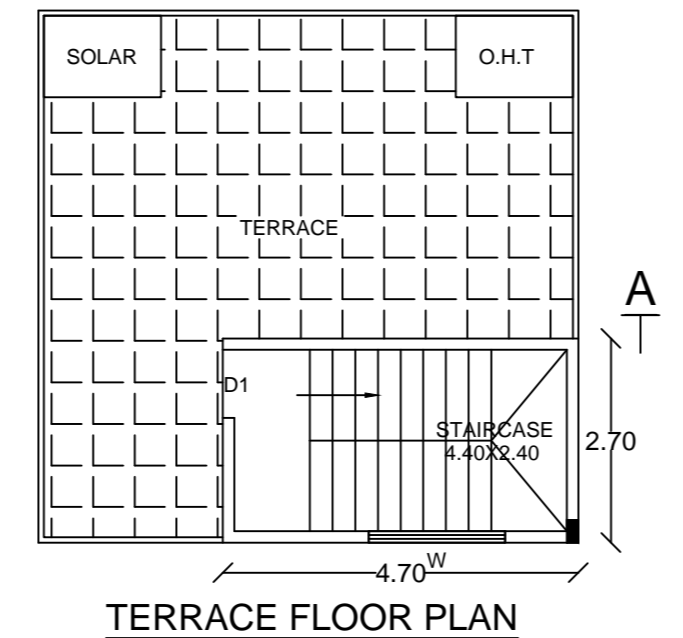 SOLAR
O.H.T
TERRACE
A
D1
STAIRCASE
4.40X2.40
2.70
W
4.70
TERRACE FLOOR PLAN